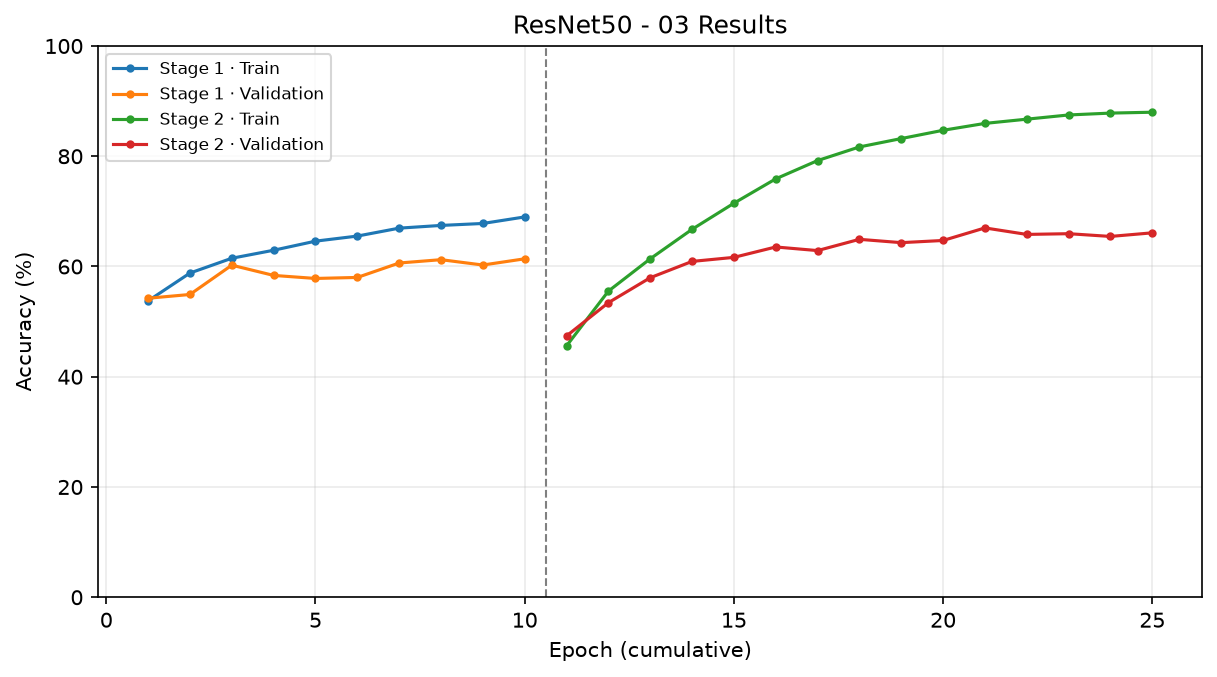 ResNet50 - 03 Results
100
80
60
40
20
0
Accuracy (%)
Stage 1 · Train
Stage 1 · Validation
Stage 2 · Train
Stage 2 · Validation
0 5 10 15 20 25
Epoch (cumulative)